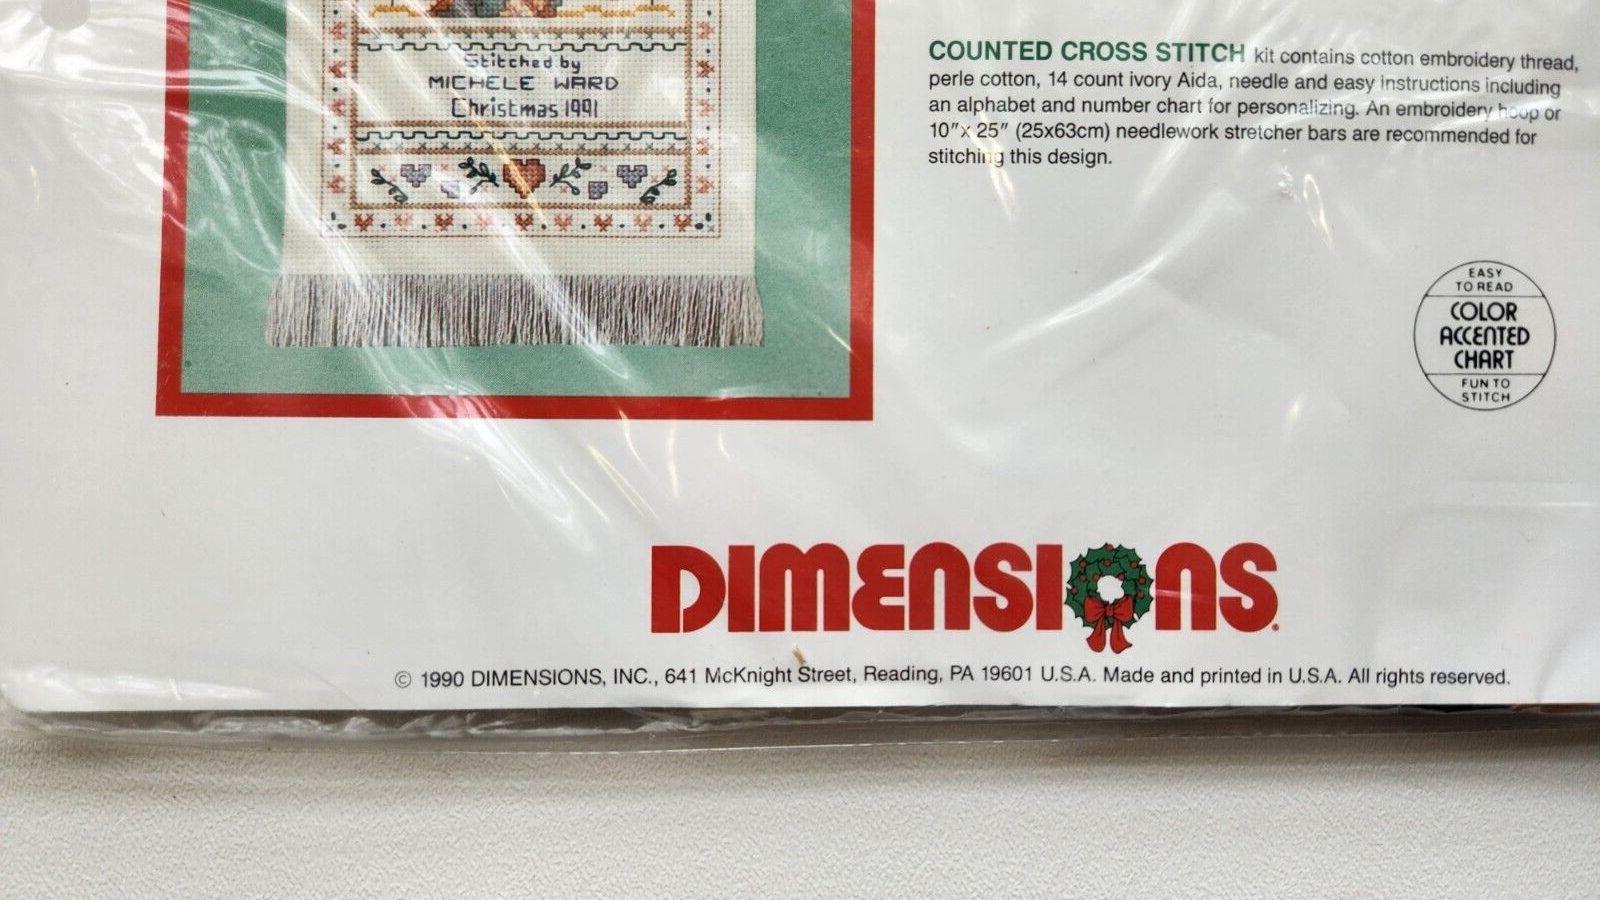 Stitched by
MICHELE WARD
Christmas 1991
COUNTED CROSS STITCH kit contains cotton embroidery thread,
perle cotton, 14 count ivory Aida, needle and easy instructions including
an alphabet and number chart for personalizing. An embroidery hoop or
10"x 25" (25x63cm) needlework stretcher bars are recommended for
stitching this design.
EASY
TO READ
COLOR
ACCENTED
CHART
FUN TO
STITCH
DIMENSIONS®
© 1990 DIMENSIONS, INC., 641 McKnight Street, Reading, PA 19601 U.S.A. Made and printed in U.S.A. All rights reserved.